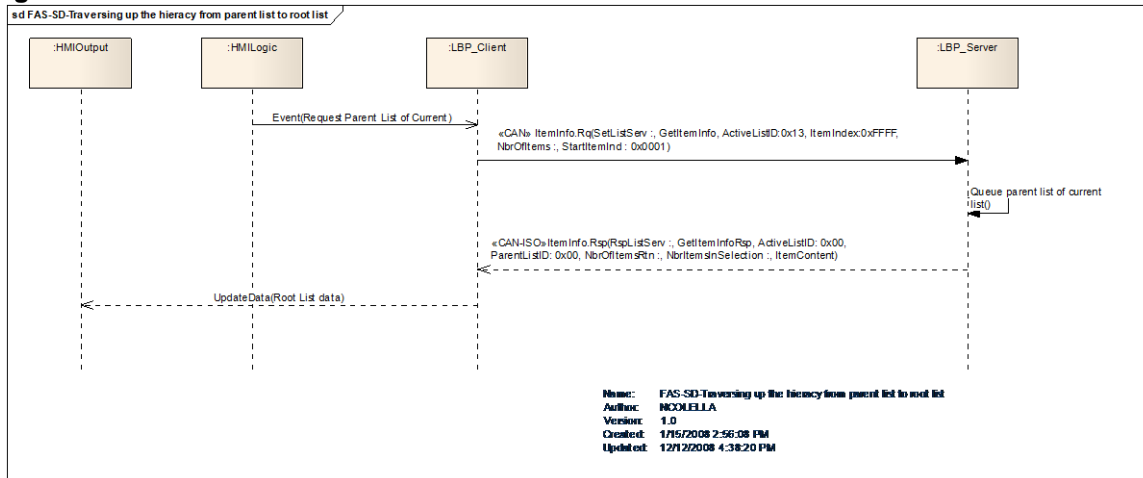 sd FAS-SD-Traversing up the hieracy from parent list to root list
:HMIOutput
:HMILogic
:LBP_Client
:LBP_Server
Event(Request Parent List of Current)
«CAN» ItemInfo.Rq(SetListServ :, GetItemInfo, ActiveListID:0x13, ItemIndex:0xFFFF,
NbrOfItems :, StartItemInd : 0x0001)
Queue parent list of current
list()
«CAN-ISO»ItemInfo.Rsp(RspListServ :, GetItemInfoRsp, ActiveListID: 0x00,
ParentListID: 0x00, NbrOfItemsRtn :, NbrItemsInSelection :, ItemContent)
UpdateData(Root List data)
Name: FAS-SD-Traversing up the hieracy from parent list to root list
Author: NCOLELLA
Version: 1.0
Created: 1/15/2008 2:56:08 PM
Updated: 12/12/2008 4:38:20 PM